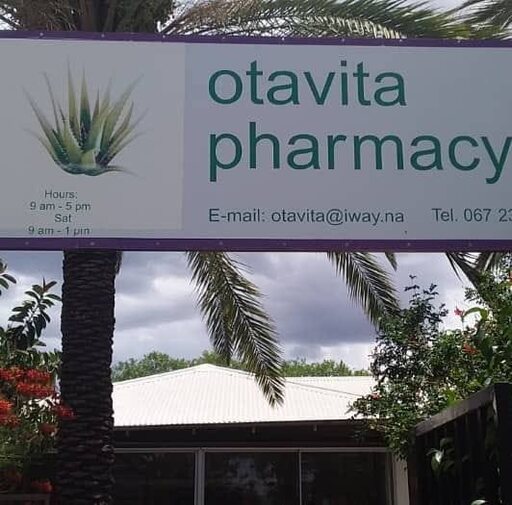 otavita
pharmacy
Hours:
9 am - 5 pm
Sat
9 am - 1 pm
E-mail: otavita@iway.na Tel. 067 23